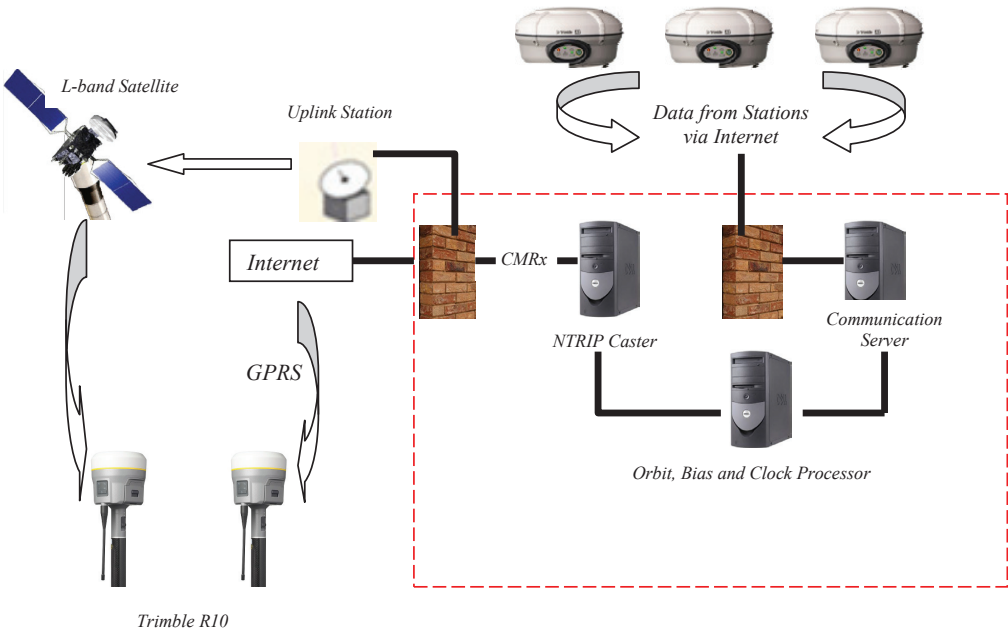 L-band Satellite
Uplink Station
Data from Stations
via Internet
Internet
CMRx
NTRIP Caster
Communication
Server
GPRS
Orbit, Bias and Clock Processor
Trimble R10